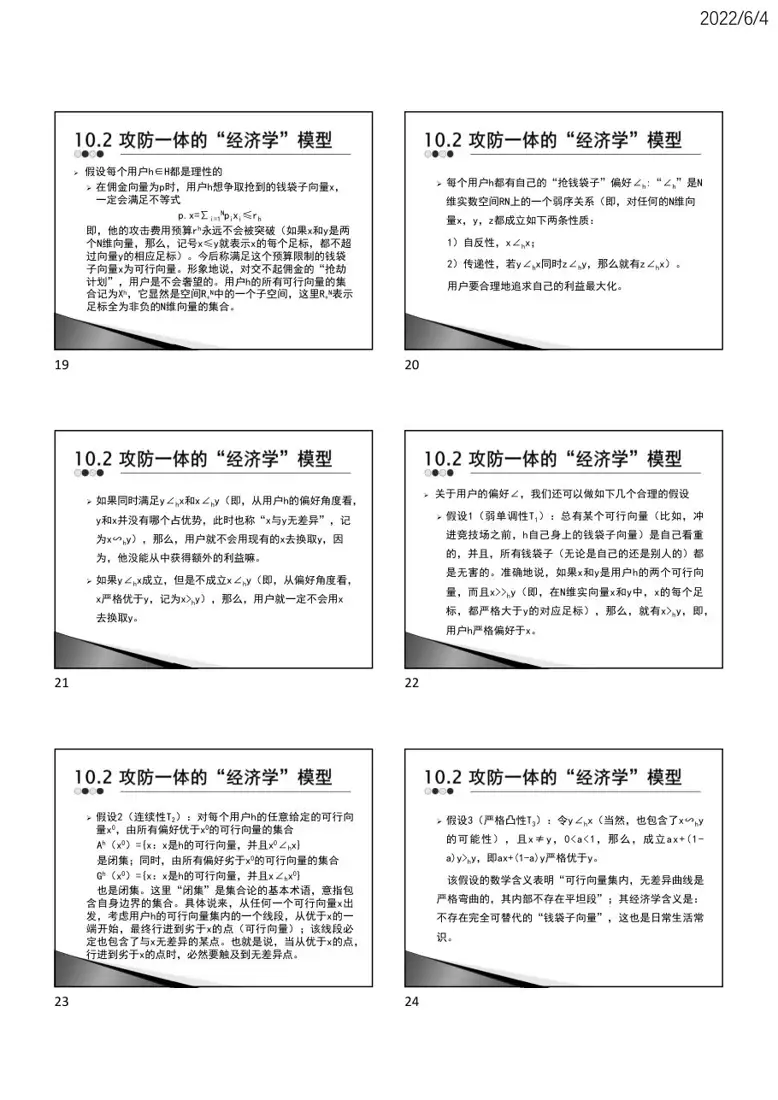 2022/6/4
10.2 攻防一体的“经济学”模型
➢ 假设每个用户h∈H都是理性的
➢ 在佣金向量为p时，用户h想争取抢到的钱袋子向量x，
一定会满足不等式
p.x=∑ᵢ₌₁ᴺpᵢxᵢ≤rₕ
即，他的攻击费用预算rʰ永远不会被突破（如果x和y是两
个N维向量，那么，记号x≤y就表示x的每个足标，都不超
过向量y的相应足标）。今后称满足这个预算限制的钱袋
子向量x为可行向量。形象地说，对交不起佣金的“抢劫
计划”，用户是不会奢望的。用户h的所有可行向量的集
合记为Xʰ，它显然是空间R₊ᴺ中的一个子空间，这里R₊ᴺ表示
足标全为非负的N维向量的集合。
19
10.2 攻防一体的“经济学”模型
➢ 每个用户h都有自己的“抢钱袋子”偏好∠ₕ:“∠ₕ”是N
维实数空间RN上的一个弱序关系（即，对任何的N维向
量x，y，z都成立如下两条性质：
1）自反性，x∠ₕx；
2）传递性，若y∠ₕx同时z∠ₕy，那么就有z∠ₕx）。
用户要合理地追求自己的利益最大化。
20
10.2 攻防一体的“经济学”模型
➢ 如果同时满足y∠ₕx和x∠ₕy（即，从用户h的偏好角度看，
y和x并没有哪个占优势，此时也称“x与y无差异”，记
为x∽ₕy），那么，用户就不会用现有的x去换取y，因
为，他没能从中获得额外的利益嘛。
➢ 如果y∠ₕx成立，但是不成立x∠ₕy（即，从偏好角度看，
x严格优于y，记为x>ₕy），那么，用户就一定不会用x
去换取y。
21
10.2 攻防一体的“经济学”模型
➢ 关于用户的偏好∠，我们还可以做如下几个合理的假设
➢ 假设1（弱单调性T₁）：总有某个可行向量（比如，冲
进竞技场之前，h自己身上的钱袋子向量）是自己看重
的，并且，所有钱袋子（无论是自己的还是别人的）都
是无害的。准确地说，如果x和y是用户h的两个可行向
量，而且x>>ₕy（即，在N维实向量x和y中，x的每个足
标，都严格大于y的对应足标），那么，就有x>ₕy，即，
用户h严格偏好于x。
22
10.2 攻防一体的“经济学”模型
➢ 假设2（连续性T₂）：对每个用户h的任意给定的可行向
量x⁰，由所有偏好优于x⁰的可行向量的集合
Aʰ（x⁰）={x：x是h的可行向量，并且x⁰∠ₕx}
是闭集；同时，由所有偏好劣于x⁰的可行向量的集合
Gʰ（x⁰）={x：x是h的可行向量，并且x∠ₕx⁰}
也是闭集。这里“闭集”是集合论的基本术语，意指包
含自身边界的集合。具体说来，从任何一个可行向量x出
发，考虑用户h的可行向量集内的一个线段，从优于x的一
端开始，最终行进到劣于x的点（可行向量）；该线段必
定也包含了与x无差异的某点。也就是说，当从优于x的点，
行进到劣于x的点时，必然要触及到无差异点。
23
10.2 攻防一体的“经济学”模型
➢ 假设3（严格凸性T₃）：令y∠ₕx（当然，也包含了x∽ₕy
的可能性），且x≠y，0<a<1，那么，成立ax+(1-
a)y>ₕy，即ax+(1-a)y严格优于y。
该假设的数学含义表明“可行向量集内，无差异曲线是
严格弯曲的，其内部不存在平坦段”；其经济学含义是：
不存在完全可替代的“钱袋子向量”，这也是日常生活常
识。
24